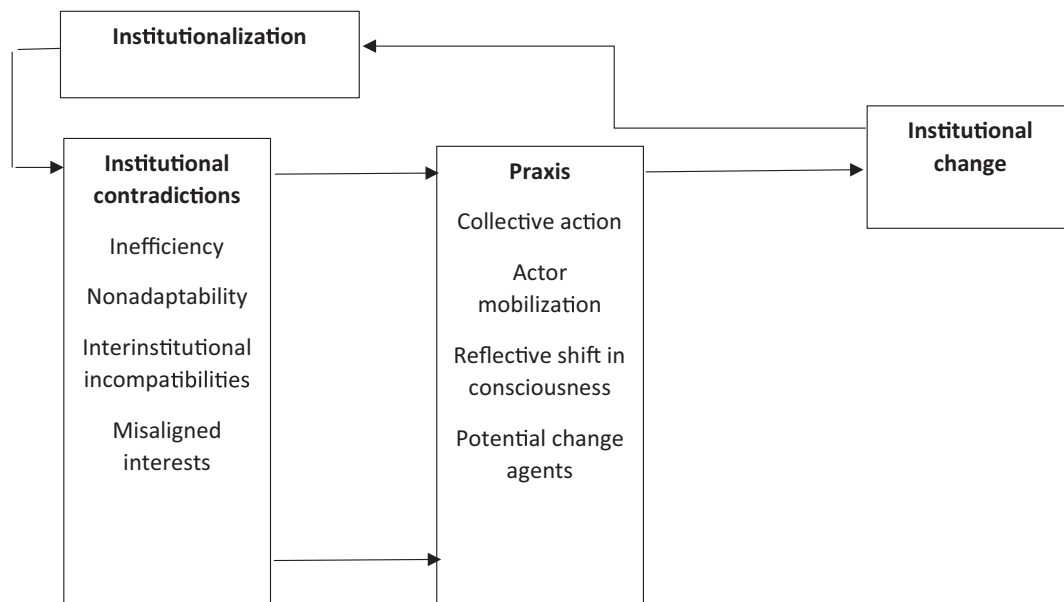 Institutionalization
Institutional
change
Institutional
contradictions
Inefficiency
Nonadaptability
Interinstitutional
incompatibilities
Misaligned
interests
Praxis
Collective action
Actor
mobilization
Reflective shift in
consciousness
Potential change
agents